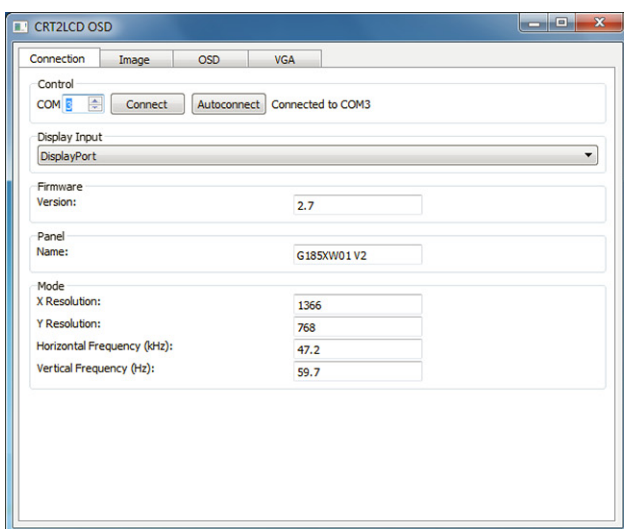 CRT2LCD OSD
Connection Image OSD VGA
Control
COM 3 Connect Autoconnect Connected to COM3
Display Input
DisplayPort
Firmware
Version: 2.7
Panel
Name: G185XW01 V2
Mode
X Resolution: 1366
Y Resolution: 768
Horizontal Frequency (kHz): 47.2
Vertical Frequency (Hz): 59.7